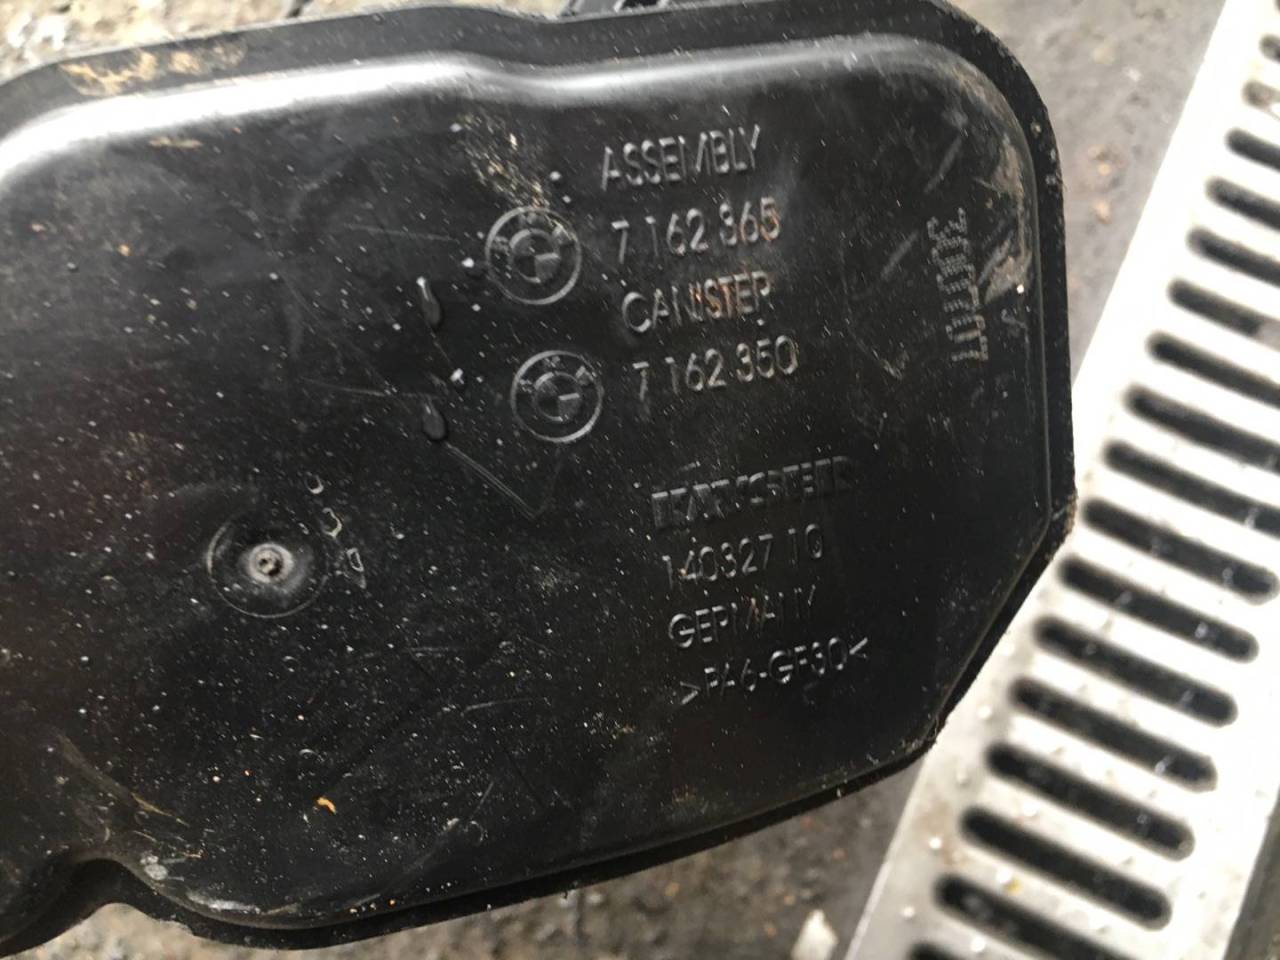 ASSEMBLY
7 162 365
CANISTER
7 162 350
140327 10
GERMANY
>PA6-GF30<